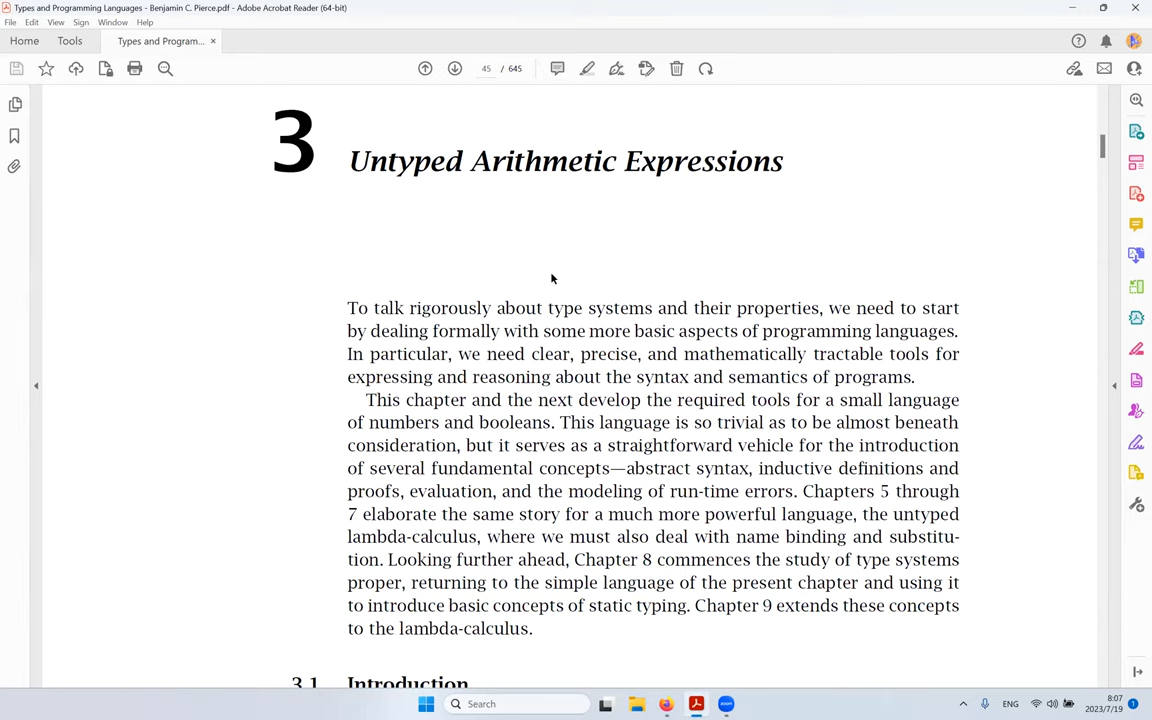 Types and Programming Languages - Benjamin C. Pierce.pdf - Adobe Acrobat Reader (64-bit)
File Edit View Sign Window Help
Home Tools Types and Program... ×
45 / 645
3 Untyped Arithmetic Expressions
To talk rigorously about type systems and their properties, we need to start
by dealing formally with some more basic aspects of programming languages.
In particular, we need clear, precise, and mathematically tractable tools for
expressing and reasoning about the syntax and semantics of programs.
This chapter and the next develop the required tools for a small language
of numbers and booleans. This language is so trivial as to be almost beneath
consideration, but it serves as a straightforward vehicle for the introduction
of several fundamental concepts—abstract syntax, inductive definitions and
proofs, evaluation, and the modeling of run-time errors. Chapters 5 through
7 elaborate the same story for a much more powerful language, the untyped
lambda-calculus, where we must also deal with name binding and substitu-
tion. Looking further ahead, Chapter 8 commences the study of type systems
proper, returning to the simple language of the present chapter and using it
to introduce basic concepts of static typing. Chapter 9 extends these concepts
to the lambda-calculus.
3.1 Introduction
Search
zoom
ENG
8:07
2023/7/19
1